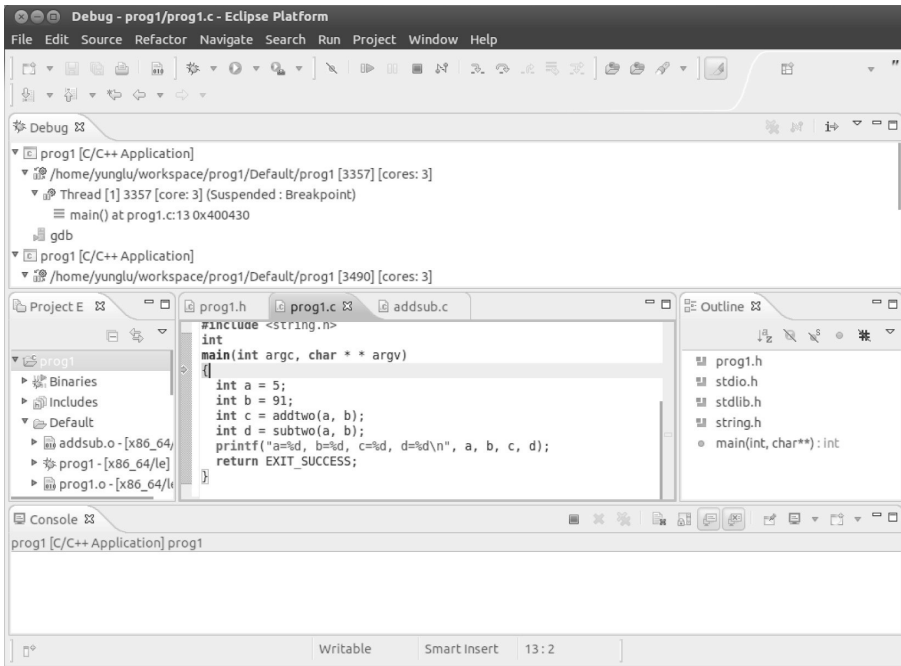 Debug - prog1/prog1.c - Eclipse Platform
File Edit Source Refactor Navigate Search Run Project Window Help
Debug
prog1 [C/C++ Application]
/home/yunglu/workspace/prog1/Default/prog1 [3357] [cores: 3]
Thread [1] 3357 [core: 3] (Suspended : Breakpoint)
main() at prog1.c:13 0x400430
gdb
prog1 [C/C++ Application]
/home/yunglu/workspace/prog1/Default/prog1 [3490] [cores: 3]
Project E
prog1
Binaries
Includes
Default
addsub.o - [x86_64/
prog1 - [x86_64/le]
prog1.o - [x86_64/le
prog1.h prog1.c addsub.c
#include <string.h>
int
main(int argc, char * * argv)
{
int a = 5;
int b = 91;
int c = addtwo(a, b);
int d = subtwo(a, b);
printf("a=%d, b=%d, c=%d, d=%d\n", a, b, c, d);
return EXIT_SUCCESS;
}
Outline
prog1.h
stdio.h
stdlib.h
string.h
main(int, char**) : int
Console
prog1 [C/C++ Application] prog1
Writable Smart Insert 13 : 2